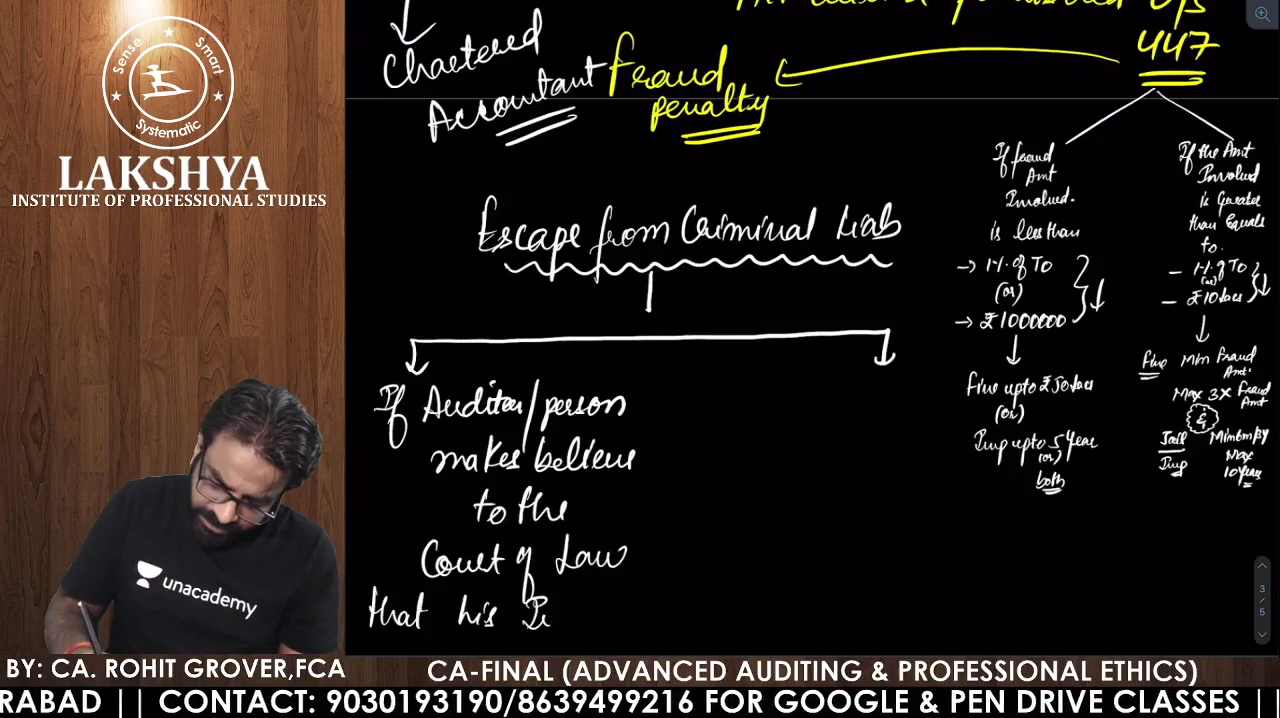 Sense
Smart
Systematic
LAKSHYA
INSTITUTE OF PROFESSIONAL STUDIES
Chartered
Accountant
Fraud
penalty
u/s
447
Escape from Criminal Liab
If Auditor/person
makes believe
to the
Court of Law
that his
If fraud
Amt
Involved.
is less than
→ 1% of TO
(or)
→ ₹1000000
Fine upto ₹50 lacs
(or)
Imp upto 5 year
(or)
both
If the Amt
Involved
is Greater
than Equals
to.
- 1% of TO
(or)
- ₹10 lacs
Fine Min Fraud
Amt.
Max 3X Fraud
Amt
&
Jail
Imp
Max
10 years
unacademy
3
/
5
BY: CA. ROHIT GROVER,FCA
CA-FINAL (ADVANCED AUDITING & PROFESSIONAL ETHICS)
RABAD || CONTACT: 9030193190/8639499216 FOR GOOGLE & PEN DRIVE CLASSES ||